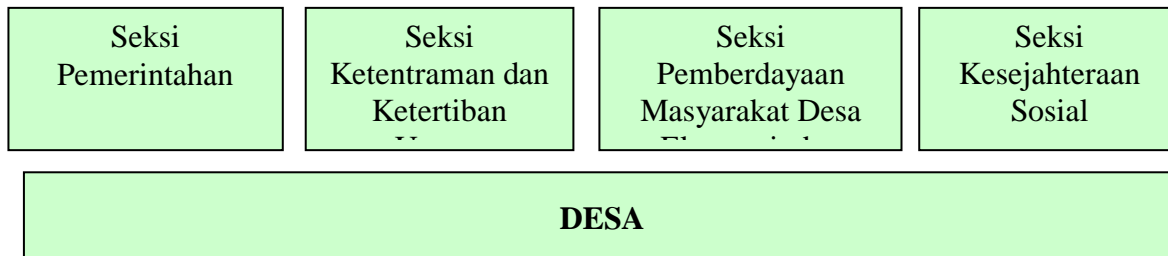 Seksi
Pemerintahan
Seksi
Ketentraman dan
Ketertiban
Seksi
Pemberdayaan
Masyarakat Desa
Seksi
Kesejahteraan
Sosial
DESA